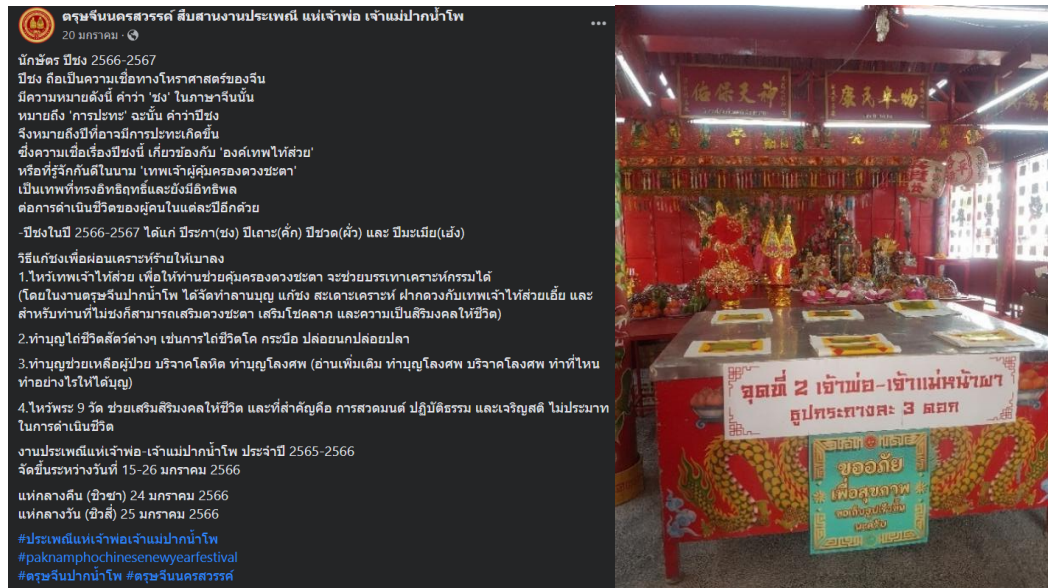 ตรุษจีนนครสวรรค์ สืบสานงานประเพณี แห่เจ้าพ่อ เจ้าแม่ปากน้ำโพ
20 มกราคม ·
นักษัตร ปีชง 2566-2567
ปีชง ถือเป็นความเชื่อทางโหราศาสตร์ของจีน
มีความหมายดังนี้ คำว่า 'ชง' ในภาษาจีนนั้น
หมายถึง 'การปะทะ' ฉะนั้น คำว่าปีชง
จึงหมายถึงปีที่อาจมีการปะทะเกิดขึ้น
ซึ่งความเชื่อเรื่องปีชงนี้ เกี่ยวข้องกับ 'องค์เทพไท้ส่วย'
หรือที่รู้จักกันดีในนาม 'เทพเจ้าผู้คุ้มครองดวงชะตา'
เป็นเทพที่ทรงอิทธิฤทธิ์และยังมีอิทธิพล
ต่อการดำเนินชีวิตของผู้คนในแต่ละปีอีกด้วย
-ปีชงในปี 2566-2567 ได้แก่ ปีระกา(ชง) ปีเถาะ(คัก) ปีชวด(ผั่ว) และ ปีมะเมีย(เฮ้ง)
วิธีแก้ชงเพื่อผ่อนเคราะห์ร้ายให้เบาลง
1.ไหว้เทพเจ้าไท้ส่วย เพื่อให้ท่านช่วยคุ้มครองดวงชะตา จะช่วยบรรเทาเคราะห์กรรมได้
(โดยในงานตรุษจีนปากน้ำโพ ได้จัดทำลานบุญ แก้ชง สะเดาะเคราะห์ ฝากดวงกับเทพเจ้าไท้ส่วยเอี้ย และ
สำหรับท่านที่ไม่ชงก็สามารถเสริมดวงชะตา เสริมโชคลาภ และความเป็นสิริมงคลให้ชีวิต)
2.ทำบุญไถ่ชีวิตสัตว์ต่างๆ เช่นการไถ่ชีวิตโค กระบือ ปล่อยนกปล่อยปลา
3.ทำบุญช่วยเหลือผู้ป่วย บริจาคโลหิต ทำบุญโลงศพ (อ่านเพิ่มเติม ทำบุญโลงศพ บริจาคโลงศพ ทำที่ไหน
ทำอย่างไรให้ได้บุญ)
4.ไหว้พระ 9 วัด ช่วยเสริมสิริมงคลให้ชีวิต และที่สำคัญคือ การสวดมนต์ ปฏิบัติธรรม และเจริญสติ ไม่ประมาท
ในการดำเนินชีวิต
งานประเพณีแห่เจ้าพ่อ-เจ้าแม่ปากน้ำโพ ประจำปี 2565-2566
จัดขึ้นระหว่างวันที่ 15-26 มกราคม 2566
แห่กลางคืน (ชิวซา) 24 มกราคม 2566
แห่กลางวัน (ชิวสี่) 25 มกราคม 2566
#ประเพณีแห่เจ้าพ่อเจ้าแม่ปากน้ำโพ
#paknamphochinesenewyearfestival
#ตรุษจีนปากน้ำโพ #ตรุษจีนนครสวรรค์
佑保天神
康民阜物
จุดที่ 2 เจ้าพ่อ-เจ้าแม่หน้าผา
ธูปกระถางละ 3 ดอก
ขออภัย
เพื่อสุขภาพ
นะครับ